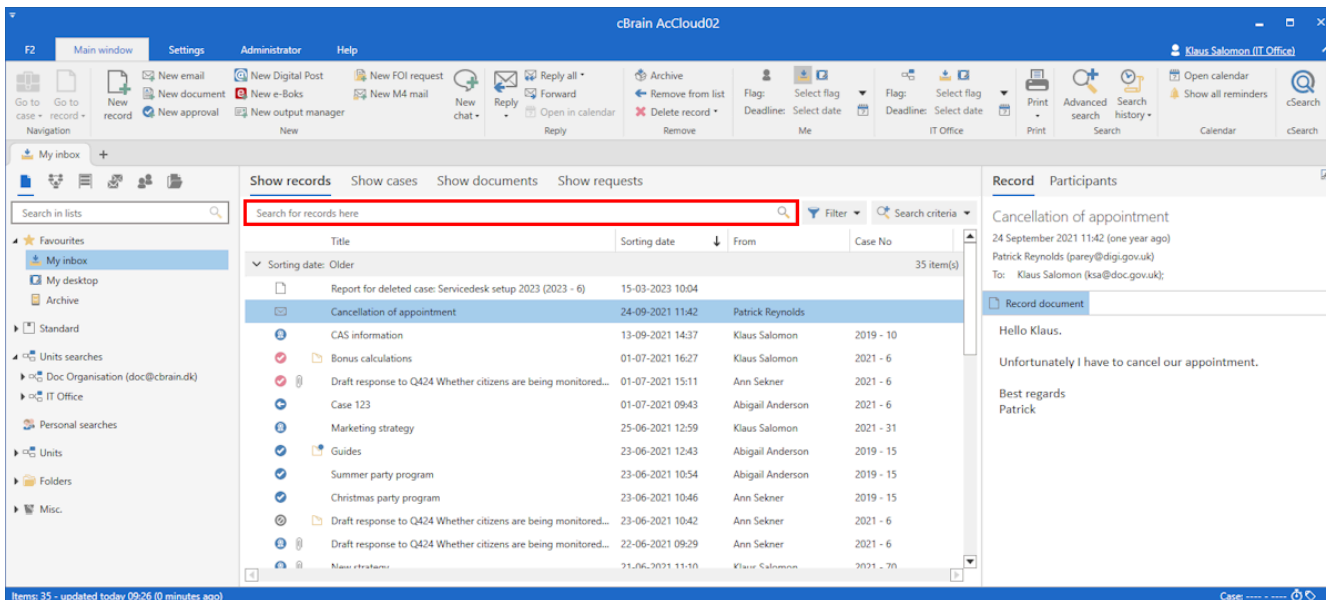 cBrain AcCloud02
F2 Main window Settings Administrator Help Klaus Salomon (IT Office)
Go to case Go to record
Navigation
New record New email New document New approval New Digital Post New e-Boks New output manager New FOI request New M4 mail New chat
New
Reply Reply all Forward Open in calendar
Reply
Archive Remove from list Delete record
Remove
Flag: Select flag
Deadline: Select date
Me
Flag: Select flag
Deadline: Select date
IT Office
Print
Print
Advanced search Search history
Search
Open calendar
Show all reminders
Calendar
cSearch
cSearch
My inbox +
Search in lists
Favourites
My inbox
My desktop
Archive
Standard
Units searches
Doc Organisation (doc@cbrain.dk)
IT Office
Personal searches
Units
Folders
Misc.
Show records Show cases Show documents Show requests
Search for records here Filter Search criteria
Title Sorting date From Case No
Sorting date: Older 35 item(s)
Report for deleted case: Servicedesk setup 2023 (2023 - 6) 15-03-2023 10:04
Cancellation of appointment 24-09-2021 11:42 Patrick Reynolds
CAS information 13-09-2021 14:37 Klaus Salomon 2019 - 10
Bonus calculations 01-07-2021 16:27 Klaus Salomon 2021 - 6
Draft response to Q424 Whether citizens are being monitored... 01-07-2021 15:11 Ann Sekner 2021 - 6
Case 123 01-07-2021 09:43 Abigail Anderson 2021 - 6
Marketing strategy 25-06-2021 12:59 Klaus Salomon 2021 - 31
Guides 23-06-2021 12:43 Abigail Anderson 2019 - 15
Summer party program 23-06-2021 10:54 Abigail Anderson 2019 - 15
Christmas party program 23-06-2021 10:46 Ann Sekner 2019 - 15
Draft response to Q424 Whether citizens are being monitored... 23-06-2021 10:42 Ann Sekner 2021 - 6
Draft response to Q424 Whether citizens are being monitored... 22-06-2021 09:29 Ann Sekner 2021 - 6
New strategy 21-06-2021 11:10 Klaus Salomon 2021 - 70
Record Participants
Cancellation of appointment
24 September 2021 11:42 (one year ago)
Patrick Reynolds (parey@digi.gov.uk)
To: Klaus Salomon (ksa@doc.gov.uk);
Record document
Hello Klaus.
Unfortunately I have to cancel our appointment.
Best regards
Patrick
Items: 35 - updated today 09:26 (0 minutes ago) Case: ---- - ----